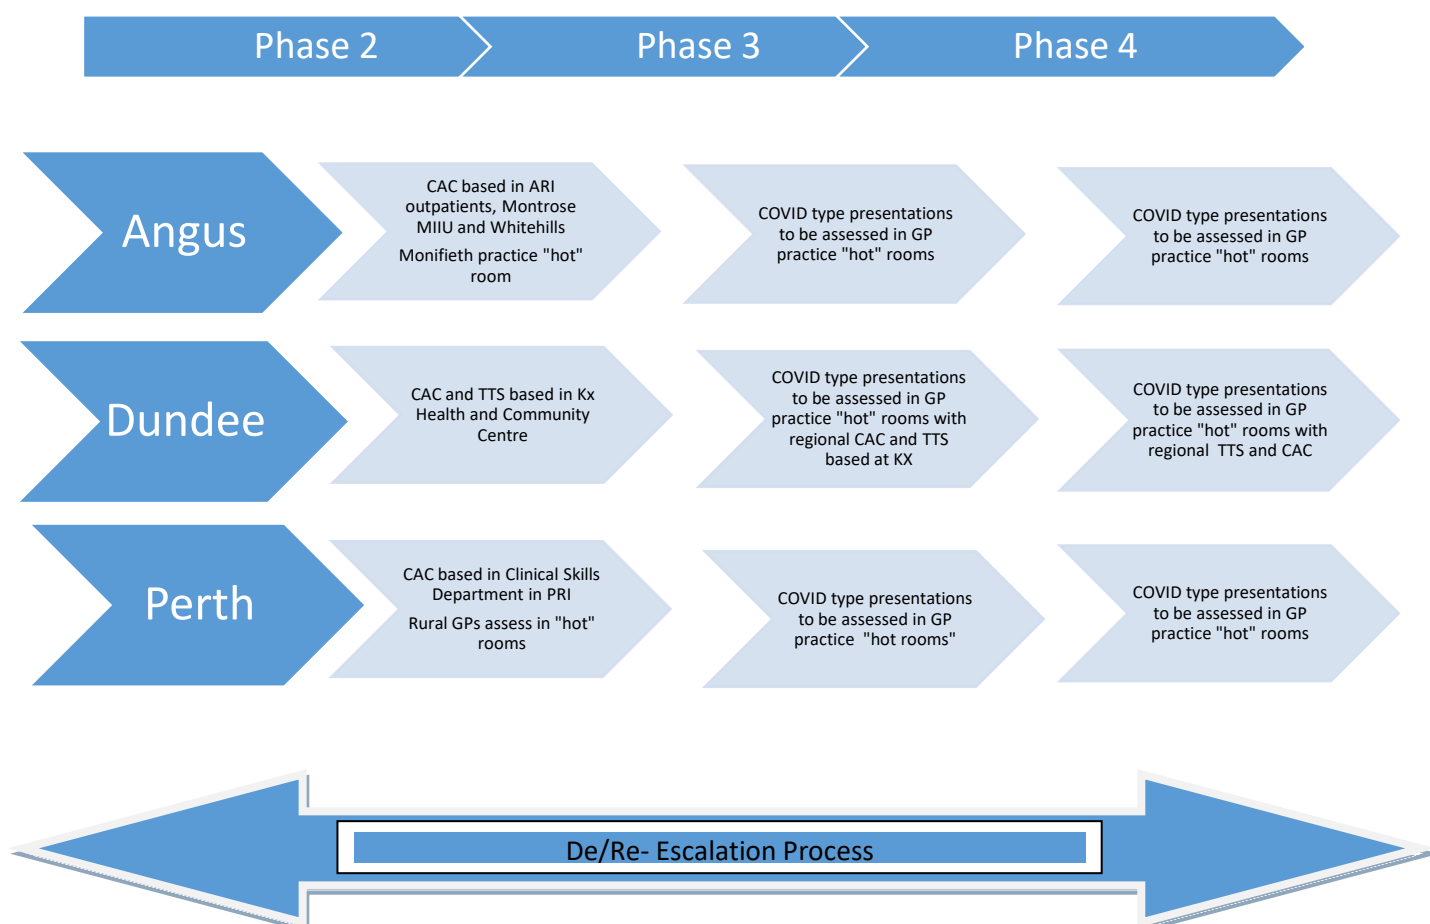 Phase 2
Phase 3
Phase 4
Angus
CAC based in ARI
outpatients, Montrose
MIIU and Whitehills
Monifieth practice "hot"
room
COVID type presentations
to be assessed in GP
practice "hot" rooms
COVID type presentations
to be assessed in GP
practice "hot" rooms
Dundee
CAC and TTS based in Kx
Health and Community
Centre
COVID type presentations
to be assessed in GP
practice "hot" rooms with
regional CAC and TTS
based at KX
COVID type presentations
to be assessed in GP
practice "hot" rooms with
regional  TTS and CAC
Perth
CAC based in Clinical Skills
Department in PRI
Rural GPs assess in "hot"
rooms
COVID type presentations
to be assessed in GP
practice  "hot rooms"
COVID type presentations
to be assessed in GP
practice "hot" rooms
De/Re- Escalation Process